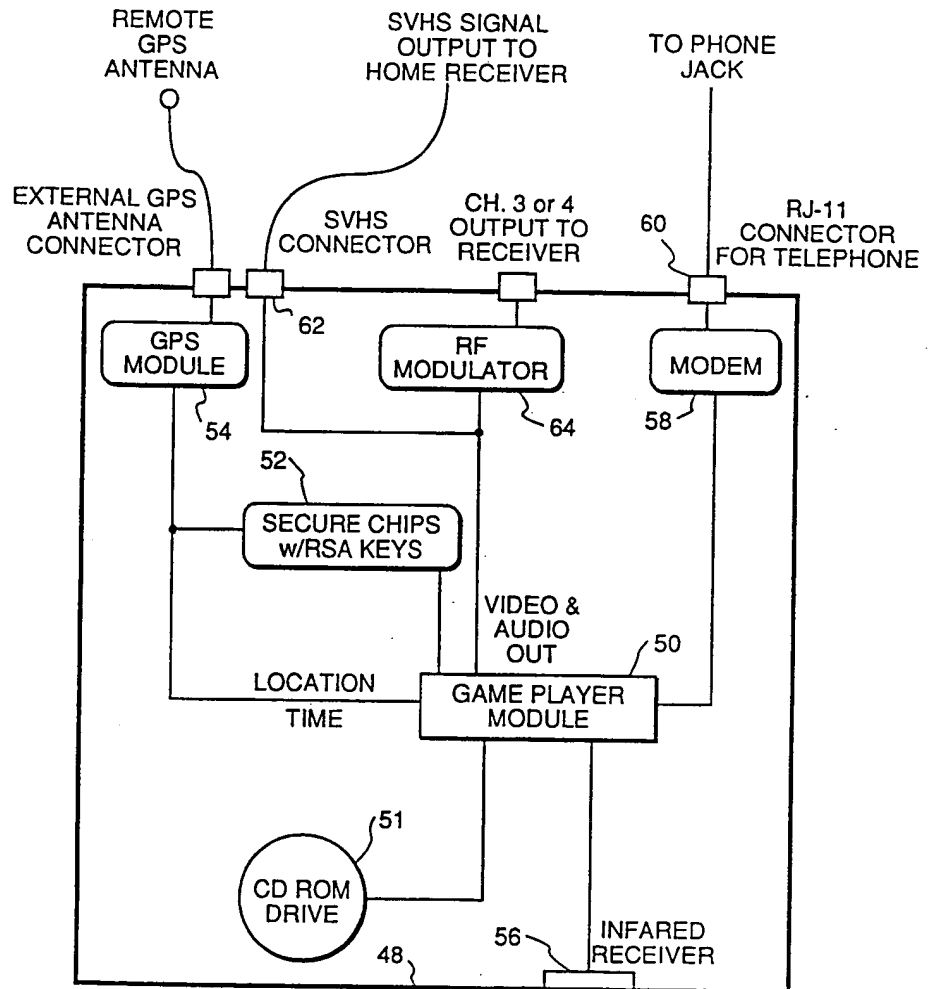 REMOTE
GPS
ANTENNA
SVHS SIGNAL
OUTPUT TO
HOME RECEIVER
TO PHONE
JACK
EXTERNAL GPS
ANTENNA
CONNECTOR
SVHS
CONNECTOR
CH. 3 or 4
OUTPUT TO
RECEIVER
60
RJ-11
CONNECTOR
FOR TELEPHONE
62
GPS
MODULE
54
RF
MODULATOR
64
MODEM
58
52
SECURE CHIPS
w/RSA KEYS
VIDEO &
AUDIO
OUT
50
LOCATION
TIME
GAME PLAYER
MODULE
51
CD ROM
DRIVE
56
INFARED
RECEIVER
48